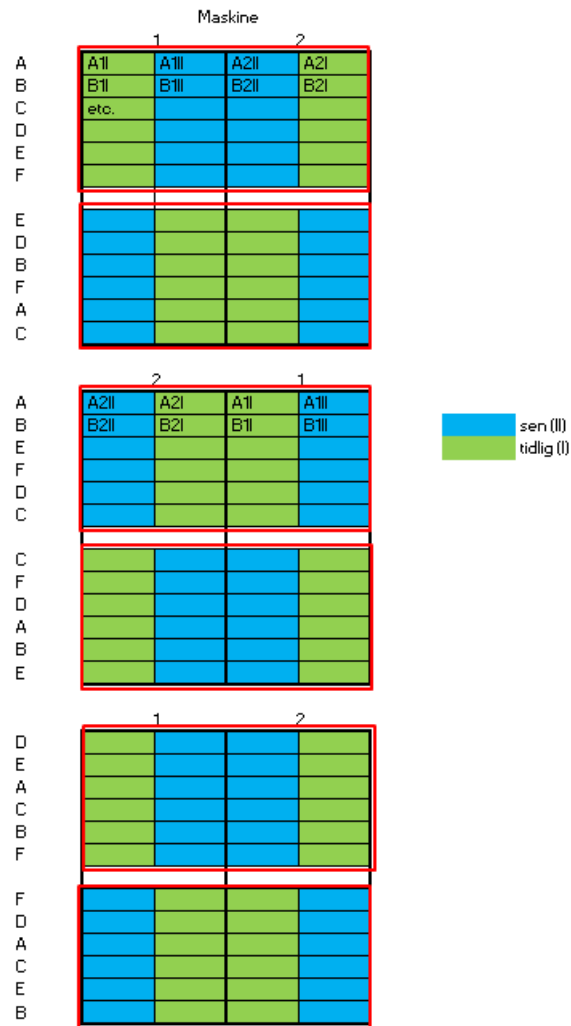 Maskine
1 2
A A1I A1II A2II A2I
B B1I B1II B2II B2I
C etc.
D
E
F
E
D
B
F
A
C
2 1
A A2II A2I A1I A1II
B B2II B2I B1I B1II
E
F
D
C
sen (II)
tidlig (I)
C
F
D
A
B
E
1 2
D
E
A
C
B
F
F
D
A
C
E
B